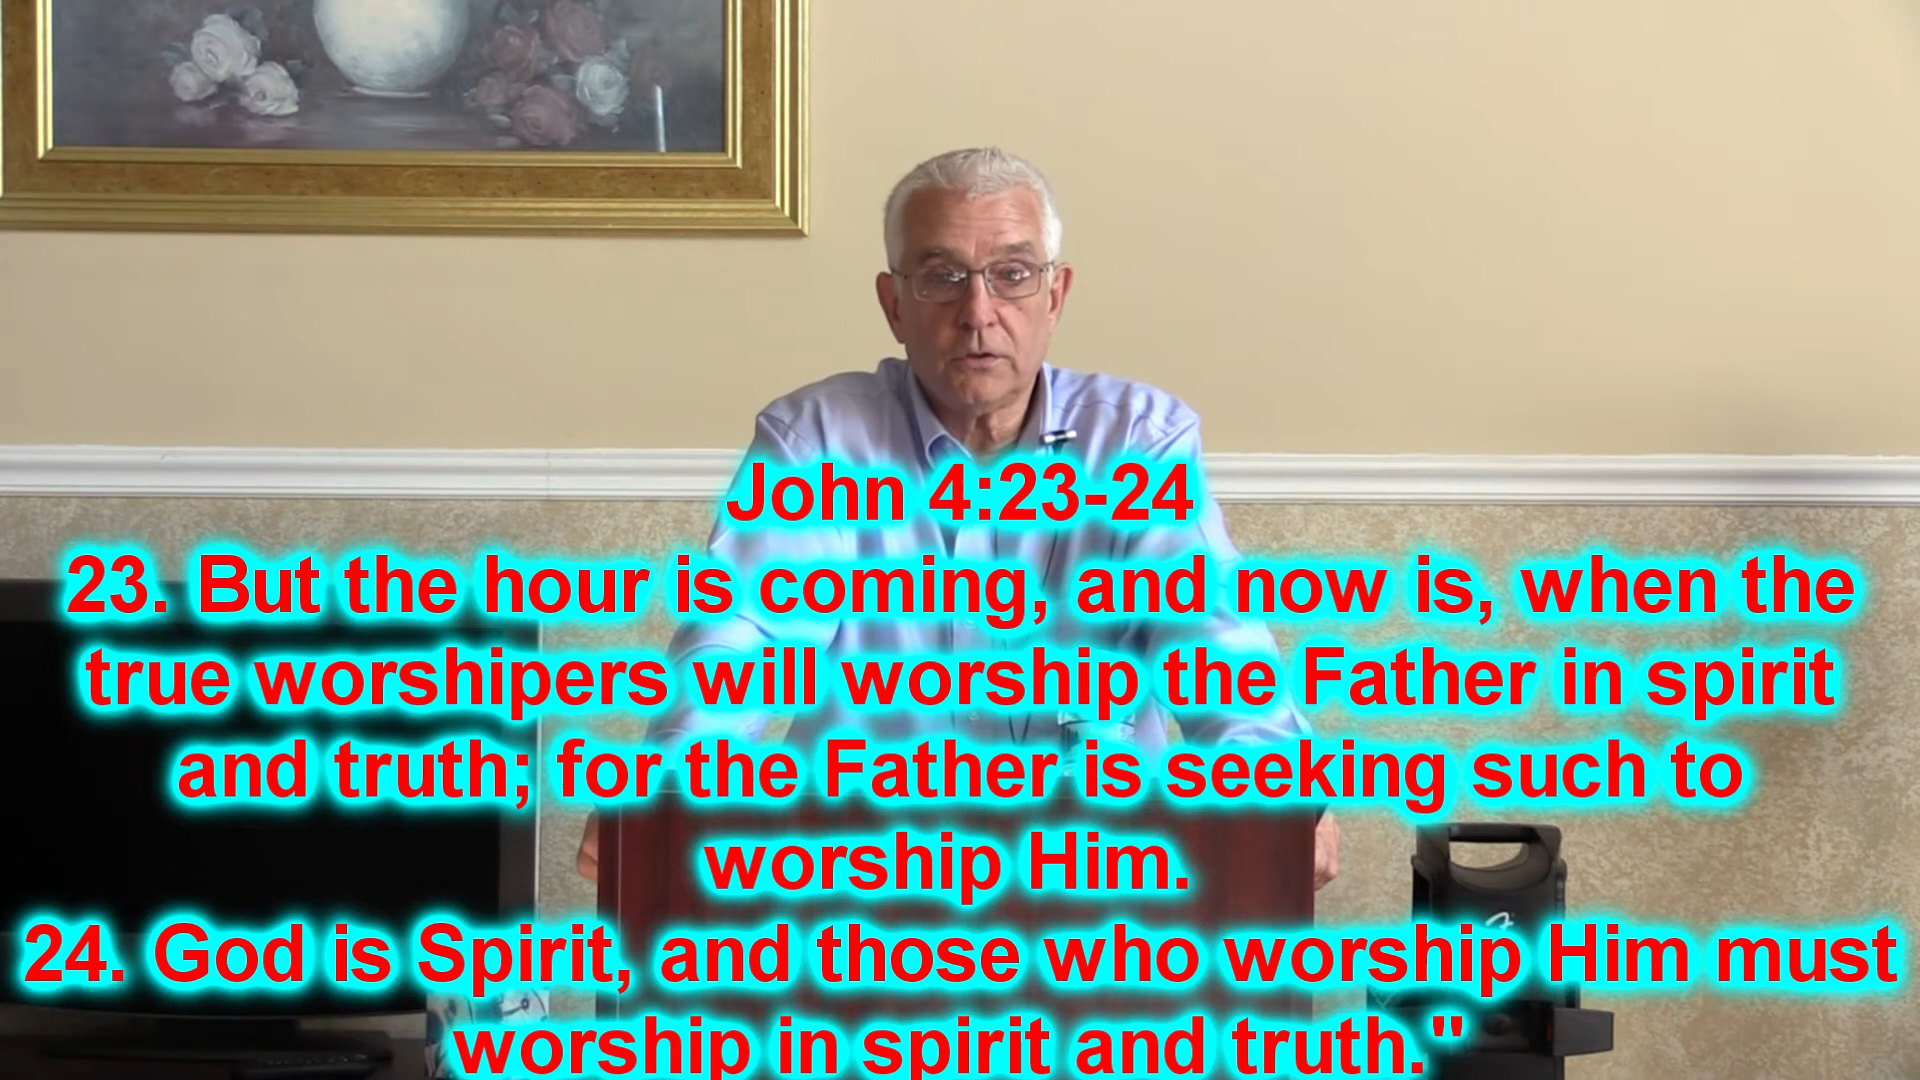 John 4:23-24
23. But the hour is coming, and now is, when the
true worshipers will worship the Father in spirit
and truth; for the Father is seeking such to
worship Him.
24. God is Spirit, and those who worship Him must
worship in spirit and truth."